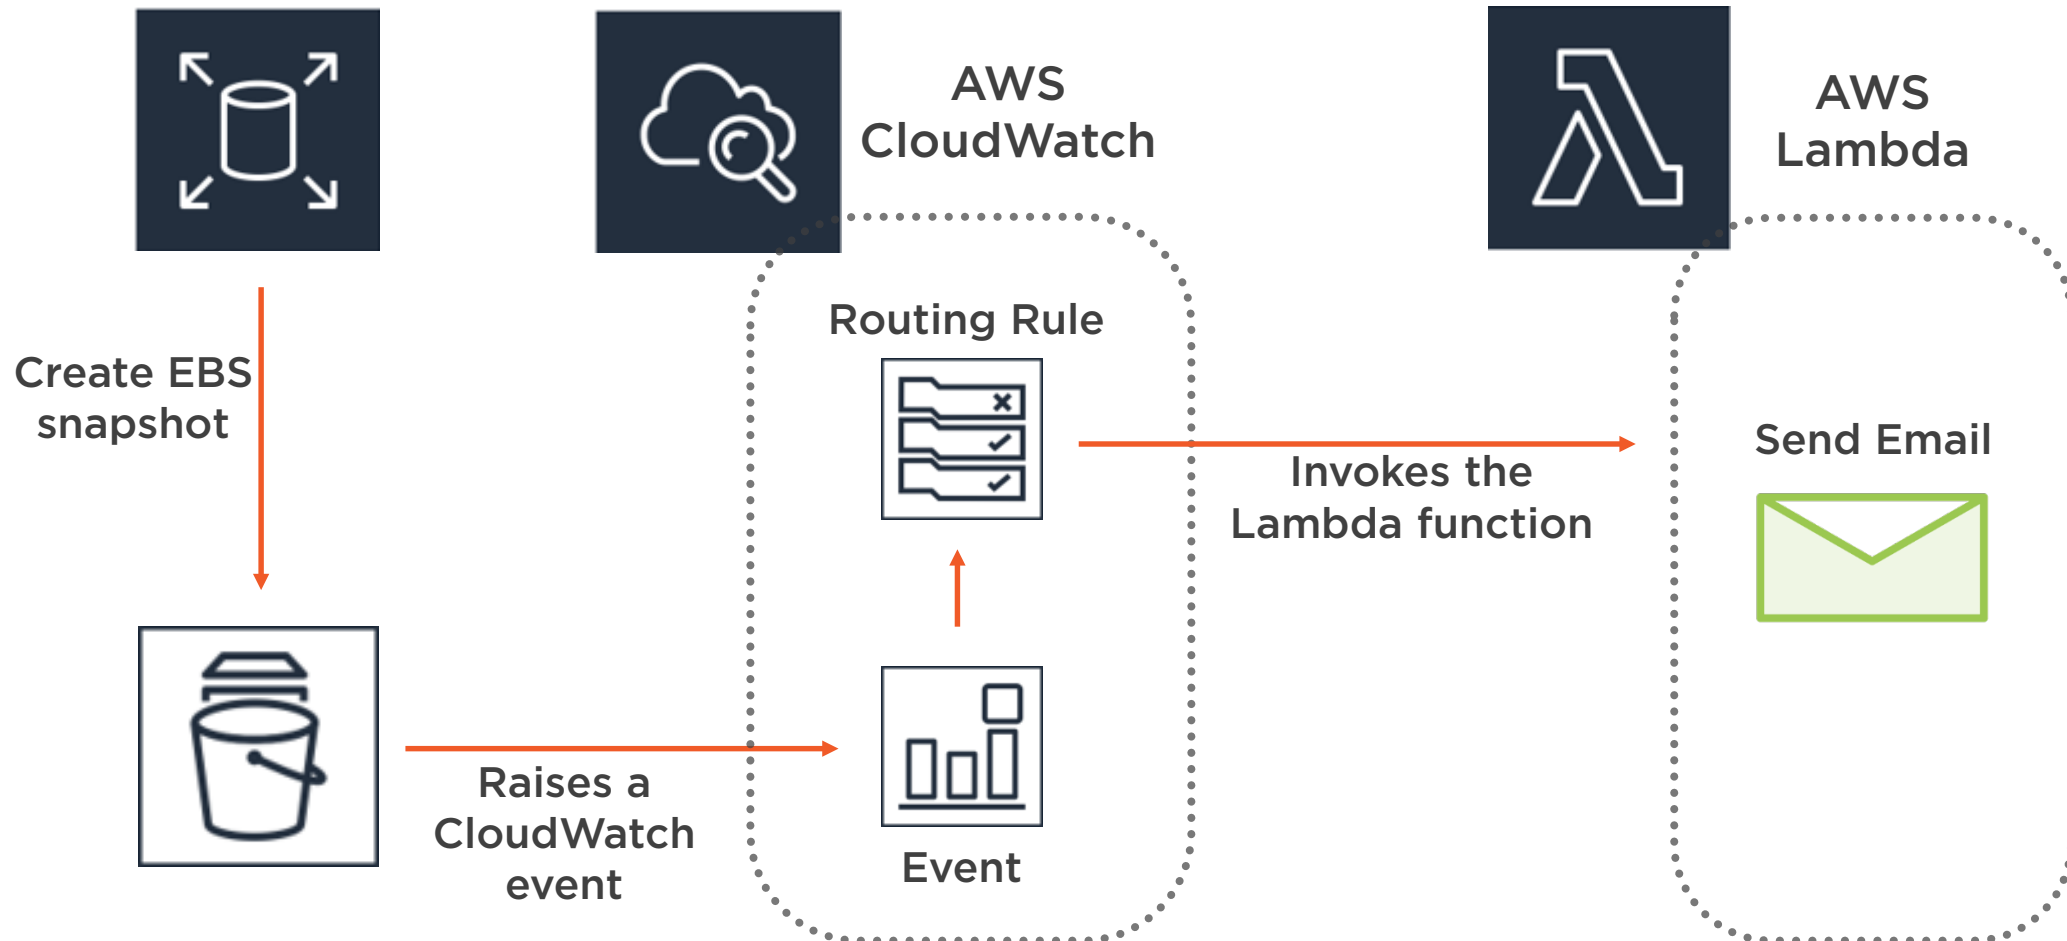 AWS
CloudWatch
AWS
Lambda
Create EBS
snapshot
Routing Rule
Invokes the
Lambda function
Send Email
Raises a
CloudWatch
event
Event